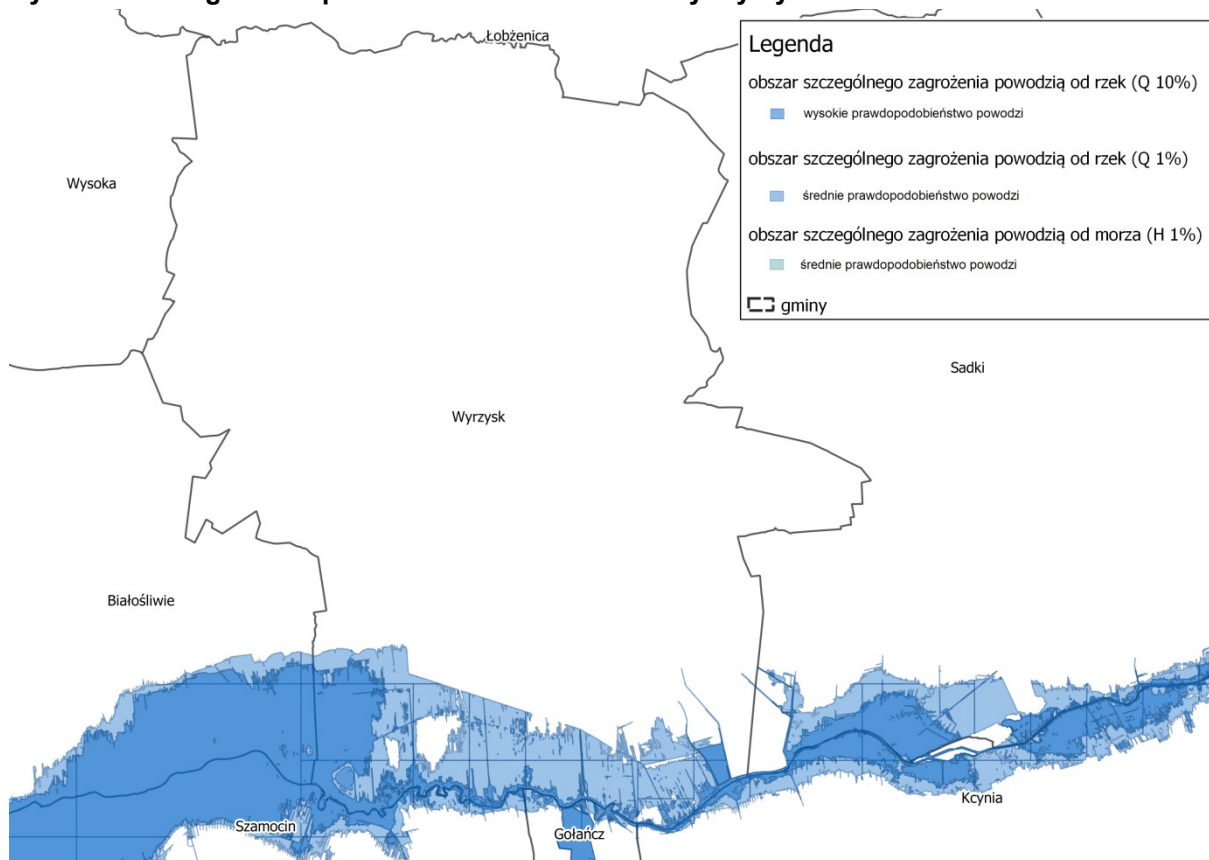 Łobżenica
Legenda
obszar szczególnego zagrożenia powodzią od rzek (Q 10%)
wysokie prawdopodobieństwo powodzi
obszar szczególnego zagrożenia powodzią od rzek (Q 1%)
średnie prawdopodobieństwo powodzi
obszar szczególnego zagrożenia powodzią od morza (H 1%)
średnie prawdopodobieństwo powodzi
gminy
Wysoka
Sadki
Wyrzysk
Białośliwie
Kcynia
Szamocin
Gołańcz